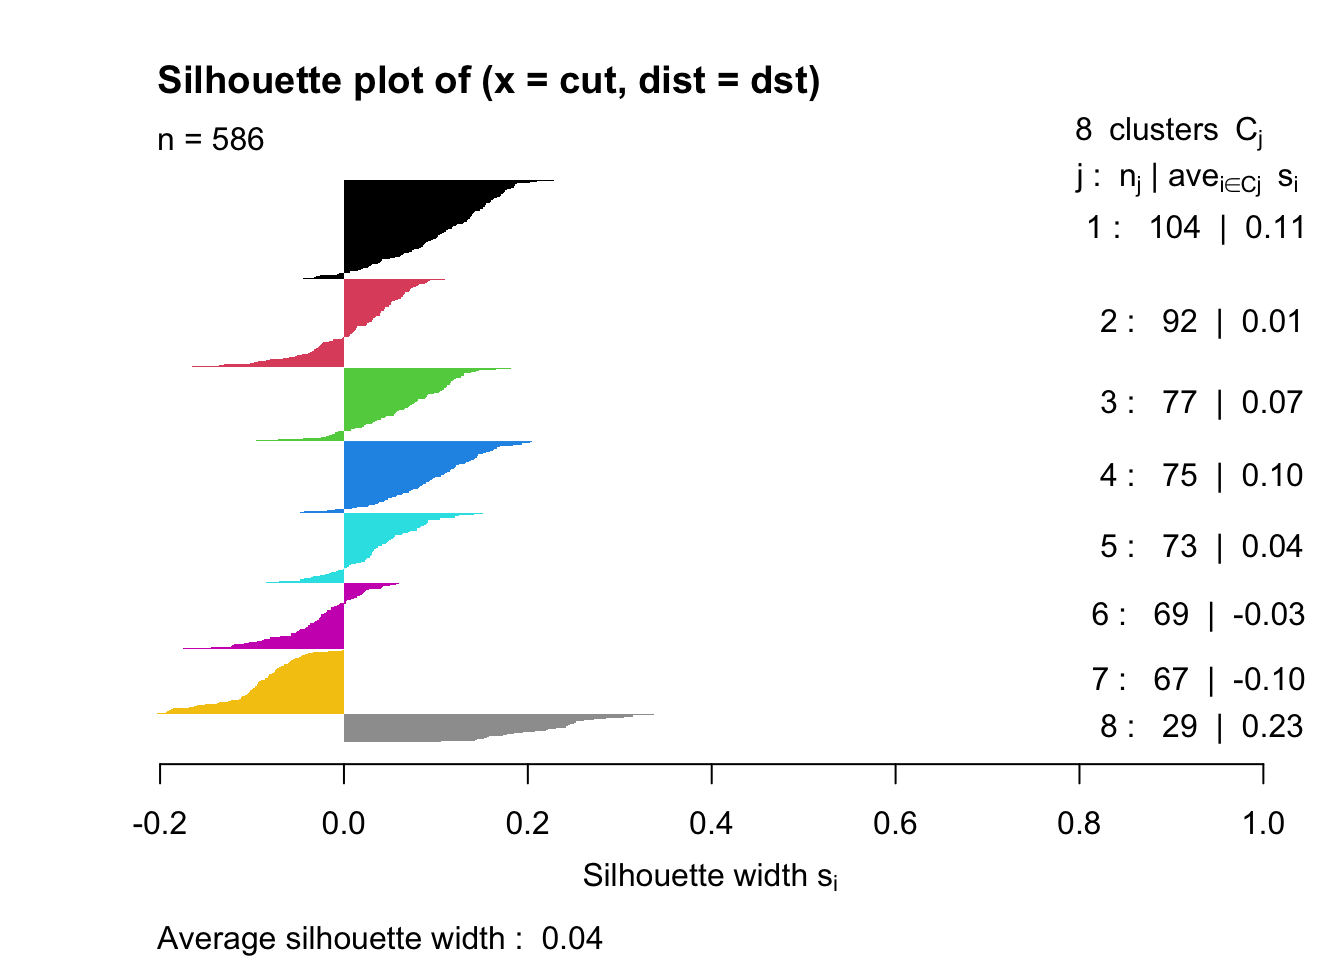 Silhouette plot of (x = cut, dist = dst)
n = 586
8 clusters Cj
j : nj | avei∈Cj si
1 : 104 | 0.11
2 : 92 | 0.01
3 : 77 | 0.07
4 : 75 | 0.10
5 : 73 | 0.04
6 : 69 | -0.03
7 : 67 | -0.10
8 : 29 | 0.23
-0.2 0.0 0.2 0.4 0.6 0.8 1.0
Silhouette width si
Average silhouette width : 0.04